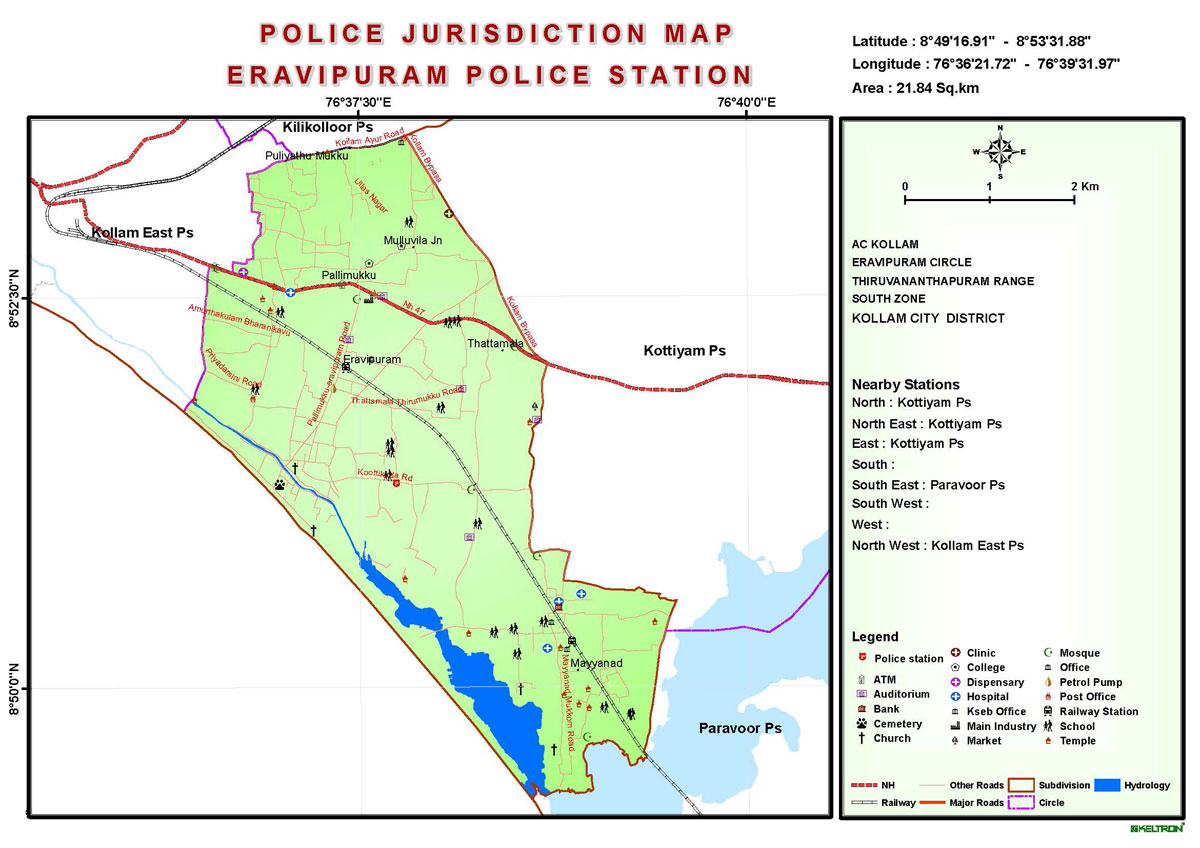 POLICE JURISDICTION MAP
ERAVIPURAM POLICE STATION
Latitude : 8°49'16.91" - 8°53'31.88"
Longitude : 76°36'21.72" - 76°39'31.97"
Area : 21.84 Sq.km
76°37'30"E
76°40'0"E
8°52'30"N
8°50'0"N
Kilikolloor Ps
Kollam Ayur Road
Puliyathu Mukku
Kollam Bypass
Ullas Nagar
Kollam East Ps
Mulluvila Jn
Pallimukku
Nh 47
Kollam Bypass
Amurthakulam Bharanikavu
Thattamala
Kottiyam Ps
Eravipuram
Priyadarsini Road
Pallimukku eravipuram Road
Thattamala Thirumukku Road
Koottikada Rd
Mayyanad
Mayyanad Mukkom Road
Paravoor Ps
N
W
E
S
0
1
2 Km
AC KOLLAM
ERAVIPURAM CIRCLE
THIRUVANANTHAPURAM RANGE
SOUTH ZONE
KOLLAM CITY DISTRICT
Nearby Stations
North : Kottiyam Ps
North East : Kottiyam Ps
East : Kottiyam Ps
South :
South East : Paravoor Ps
South West :
West :
North West : Kollam East Ps
Legend
Police station
ATM
Auditorium
Bank
Cemetery
Church
Clinic
College
Dispensary
Hospital
Kseb Office
Main Industry
Market
Mosque
Office
Petrol Pump
Post Office
Railway Station
School
Temple
NH
Other Roads
Subdivision
Hydrology
Railway
Major Roads
Circle
KELTRON